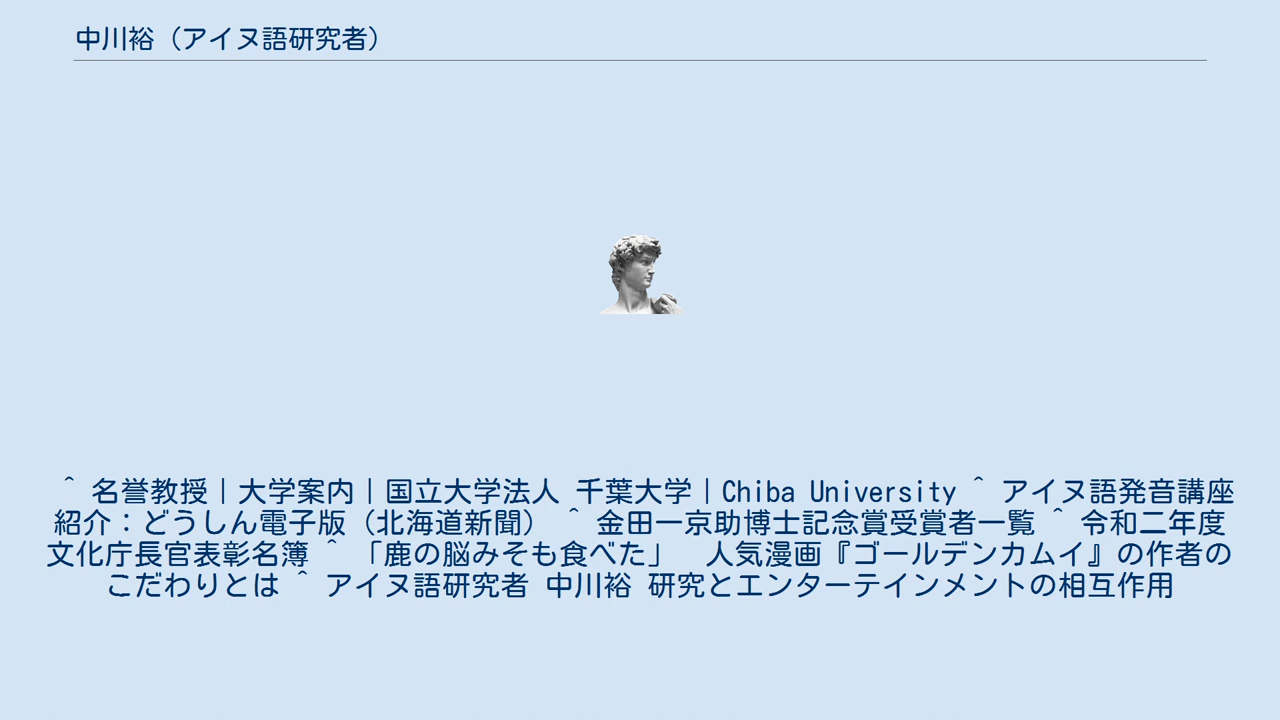 中川裕（アイヌ語研究者）
^ 名誉教授｜大学案内｜国立大学法人 千葉大学｜Chiba University ^ アイヌ語発音講座
紹介：どうしん電子版（北海道新聞） ^ 金田一京助博士記念賞受賞者一覧 ^ 令和二年度
文化庁長官表彰名簿 ^ 「鹿の脳みそも食べた」　人気漫画『ゴールデンカムイ』の作者の
こだわりとは ^ アイヌ語研究者 中川裕 研究とエンターテインメントの相互作用